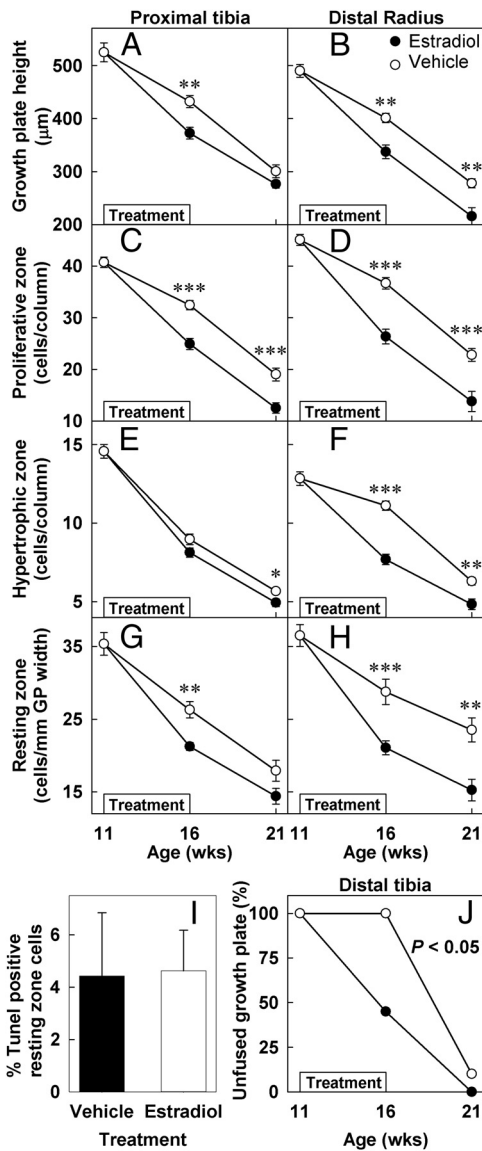 Proximal tibia
Distal Radius
A
B
Estradiol
Vehicle
Growth plate height
(µm)
500
400
300
200
**
**
**
Treatment
Treatment
C
D
Proliferative zone
(cells/column)
40
30
20
10
***
***
***
***
Treatment
Treatment
E
F
Hypertrophic zone
(cells/column)
15
10
5
*
***
**
Treatment
Treatment
G
H
Resting zone
(cells/mm GP width)
35
25
15
**
***
**
Treatment
Treatment
11 16 21
11 16 21
Age (wks)
Age (wks)
I
% Tunel positive
resting zone cells
8
6
4
2
0
Vehicle Estradiol
Treatment
Distal tibia
J
Unfused growth plate (%)
100
75
50
25
0
P < 0.05
Treatment
11 16 21
Age (wks)